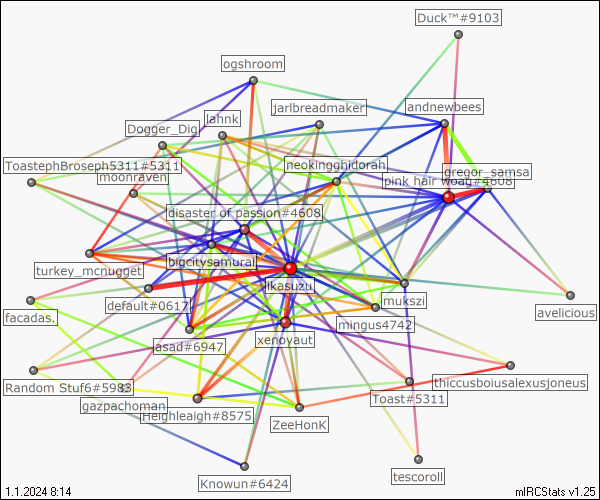 Duck™#9103
ogshroom
andnewbees
jarlbreadmaker
lahnk
Dogger_Dig
neokingghidorah
ToastephBroseph5311#5311
gregor_samsa
moonraven
pink hair woag#4608
disaster of passion#4608
bigcitysamurai
turkey_mcnugget
ikasuzu
default#0617
mukszi
avelicious
facadas.
mingus4742
asad#6947
xenoyaut
Random Stuf6#5983
thiccusboiusalexusjoneus
gazpachoman
Toast#5311
Heighleigh#8575
ZeeHonK
tescoroll
Knowun#6424
1.1.2024 8:14
mIRCStats v1.25